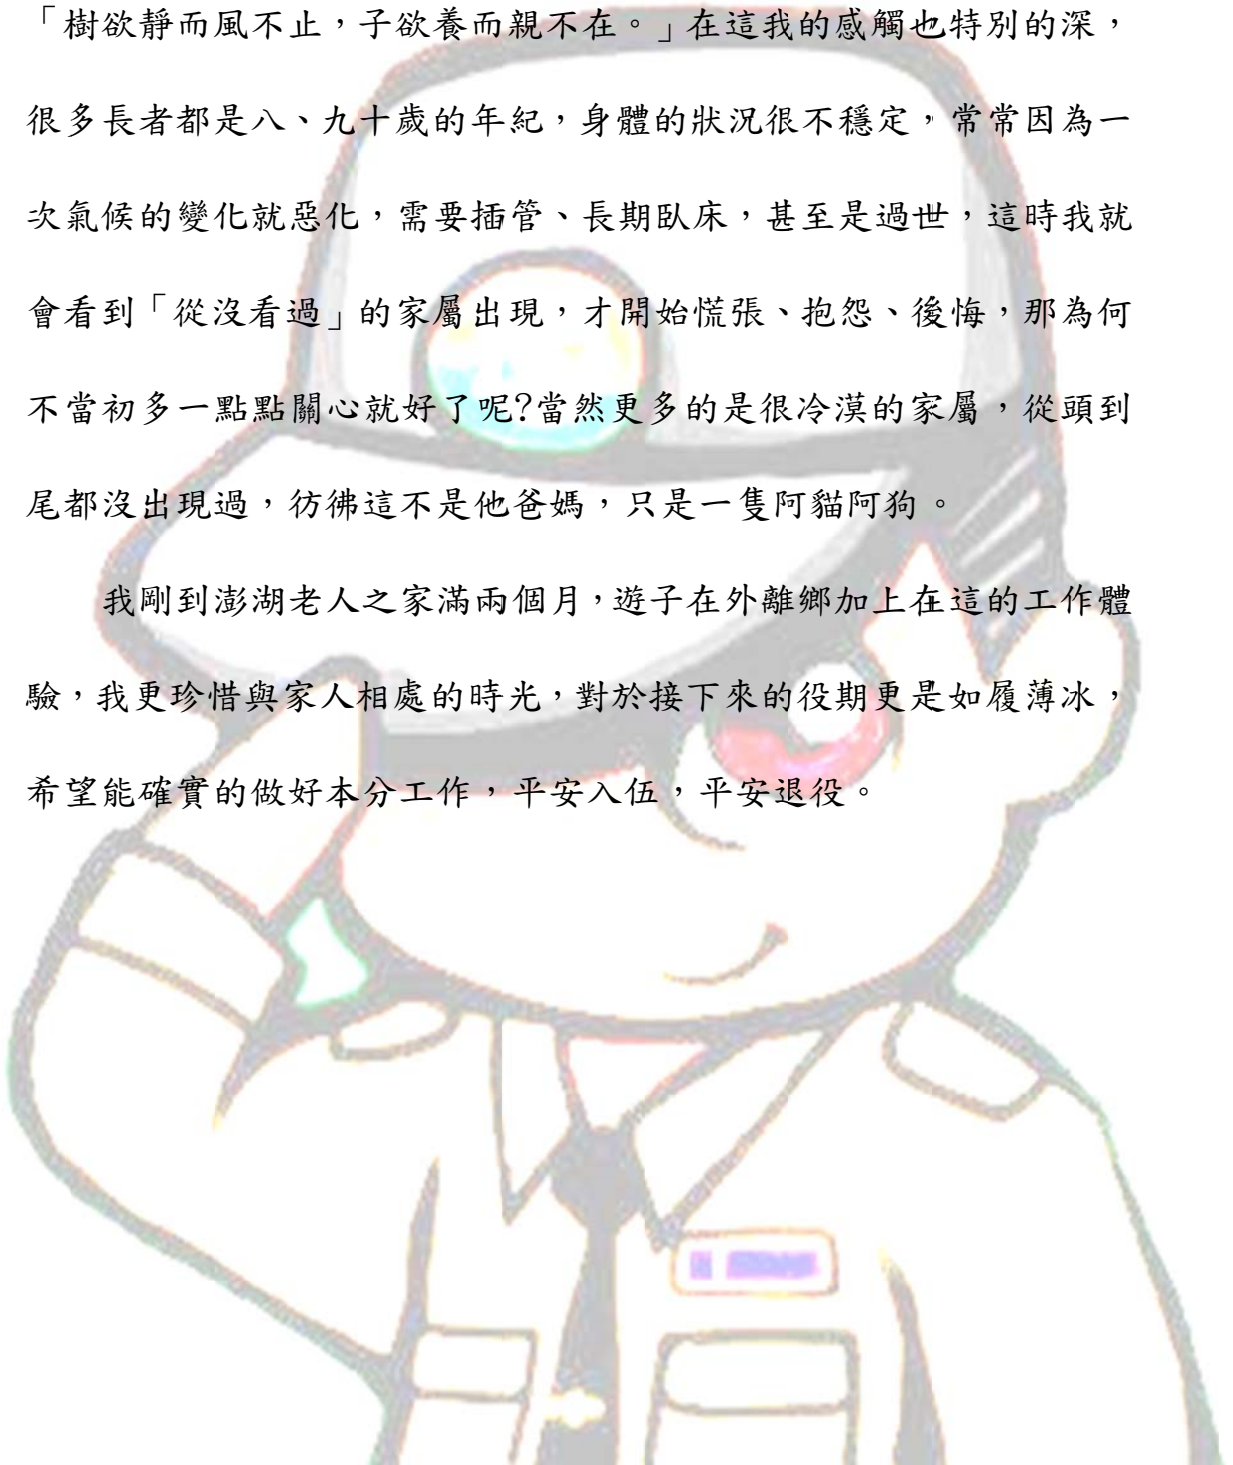 「樹欲靜而風不止，子欲養而親不在。」在這我的感觸也特別的深，
很多長者都是八、九十歲的年紀，身體的狀況很不穩定，常常因為一
次氣候的變化就惡化，需要插管、長期臥床，甚至是過世，這時我就
會看到「從沒看過」的家屬出現，才開始慌張、抱怨、後悔，那為何
不當初多一點點關心就好了呢?當然更多的是很冷漠的家屬，從頭到
尾都沒出現過，彷彿這不是他爸媽，只是一隻阿貓阿狗。
我剛到澎湖老人之家滿兩個月，遊子在外離鄉加上在這的工作體
驗，我更珍惜與家人相處的時光，對於接下來的役期更是如履薄冰，
希望能確實的做好本分工作，平安入伍，平安退役。